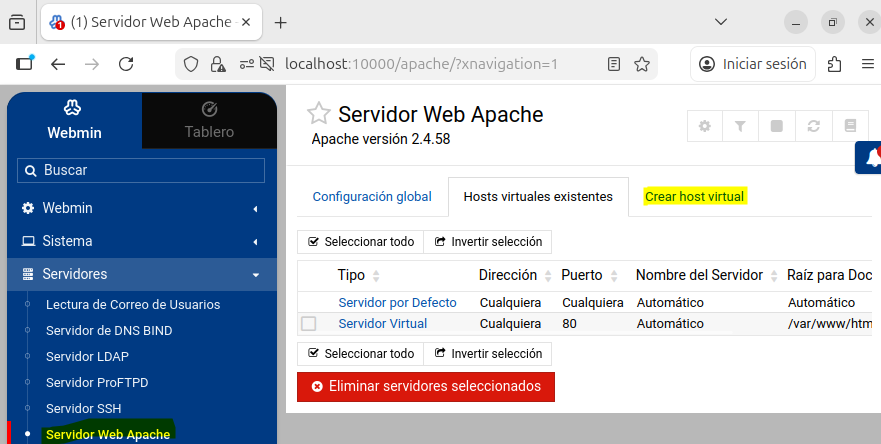 (1) Servidor Web Apache
localhost:10000/apache/?xnavigation=1
Iniciar sesión
Webmin
Tablero
Buscar
Webmin
Sistema
Servidores
Lectura de Correo de Usuarios
Servidor de DNS BIND
Servidor LDAP
Servidor ProFTPD
Servidor SSH
Servidor Web Apache
Servidor Web Apache
Apache versión 2.4.58
Configuración global Hosts virtuales existentes Crear host virtual
Seleccionar todo Invertir selección
Tipo Dirección Puerto Nombre del Servidor Raíz para Doc
Servidor por Defecto Cualquiera Cualquiera Automático Automático
Servidor Virtual Cualquiera 80 Automático /var/www/htm
Seleccionar todo Invertir selección
Eliminar servidores seleccionados